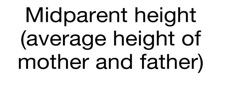 Midparent height
(average height of
mother and father)